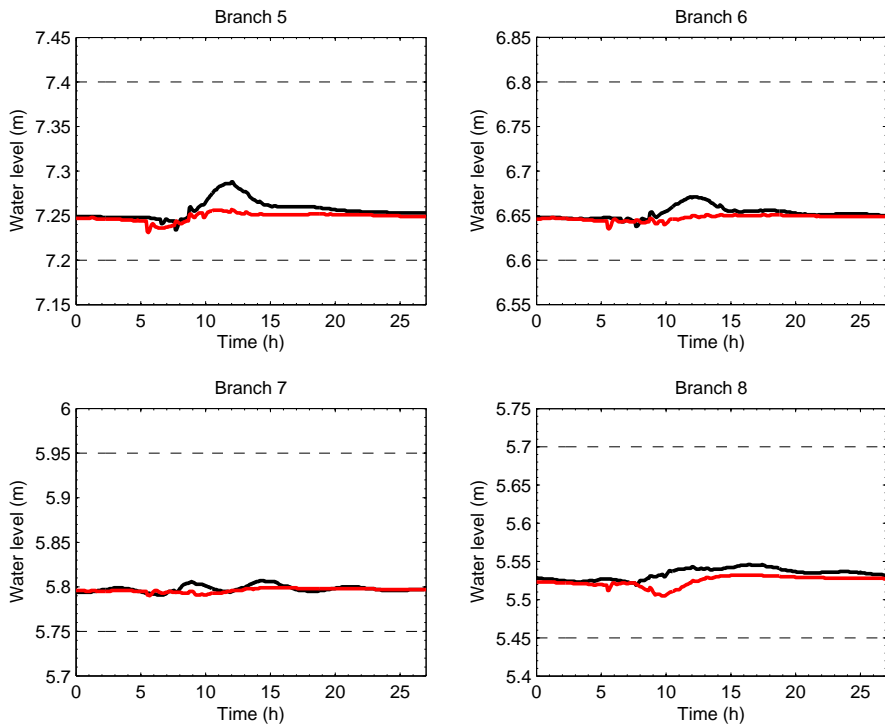 Branch 5
7.45
7.4
7.35
7.3
7.25
7.2
7.15
Water level (m)
0 5 10 15 20 25
Time (h)
Branch 6
6.85
6.8
6.75
6.7
6.65
6.6
6.55
Water level (m)
0 5 10 15 20 25
Time (h)
Branch 7
6
5.95
5.9
5.85
5.8
5.75
5.7
Water level (m)
0 5 10 15 20 25
Time (h)
Branch 8
5.75
5.7
5.65
5.6
5.55
5.5
5.45
5.4
Water level (m)
0 5 10 15 20 25
Time (h)